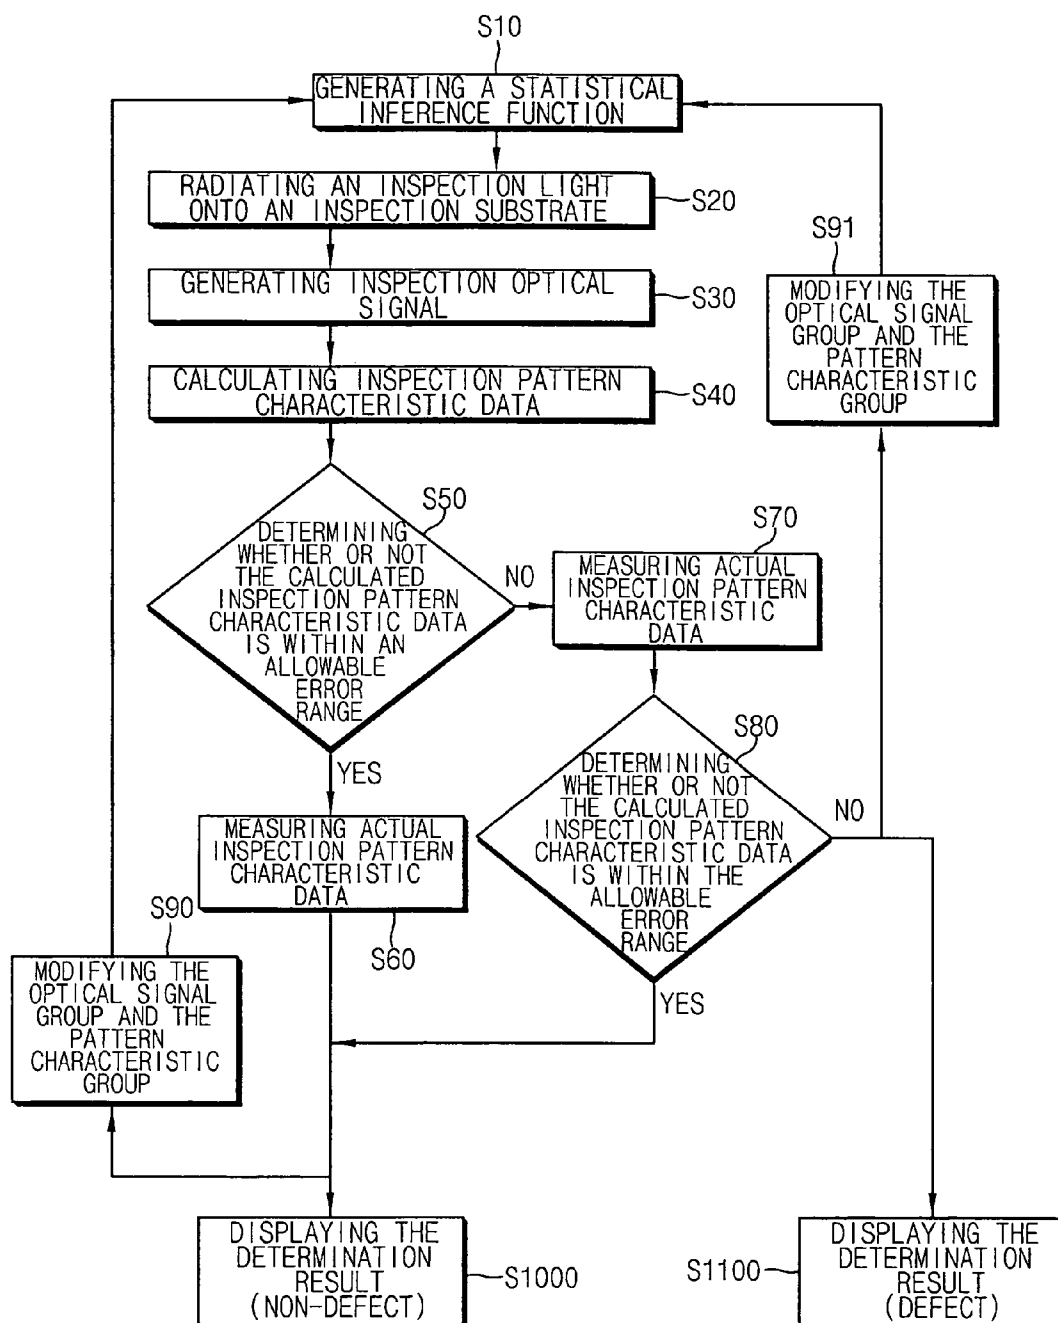 S10
GENERATING A STATISTICAL
INFERENCE FUNCTION
RADIATING AN INSPECTION LIGHT
ONTO AN INSPECTION SUBSTRATE
S20
GENERATING INSPECTION OPTICAL
SIGNAL
S30
CALCULATING INSPECTION PATTERN
CHARACTERISTIC DATA
S40
S91
MODIFYING THE
OPTICAL SIGNAL
GROUP AND THE
PATTERN
CHARACTERISTIC
GROUP
S50
DETERMINING
WHETHER OR NOT
THE CALCULATED
INSPECTION PATTERN
CHARACTERISTIC DATA
IS WITHIN AN
ALLOWABLE
ERROR
RANGE
NO
YES
S70
MEASURING ACTUAL
INSPECTION PATTERN
CHARACTERISTIC
DATA
S80
DETERMINING
WHETHER OR NOT
THE CALCULATED
INSPECTION PATTERN
CHARACTERISTIC DATA
IS WITHIN THE
ALLOWABLE
ERROR
RANGE
NO
YES
MEASURING ACTUAL
INSPECTION PATTERN
CHARACTERISTIC
DATA
S60
S90
MODIFYING THE
OPTICAL SIGNAL
GROUP AND THE
PATTERN
CHARACTERISTIC
GROUP
DISPLAYING THE
DETERMINATION
RESULT
(NON-DEFECT)
S1000
S1100
DISPLAYING THE
DETERMINATION
RESULT
(DEFECT)